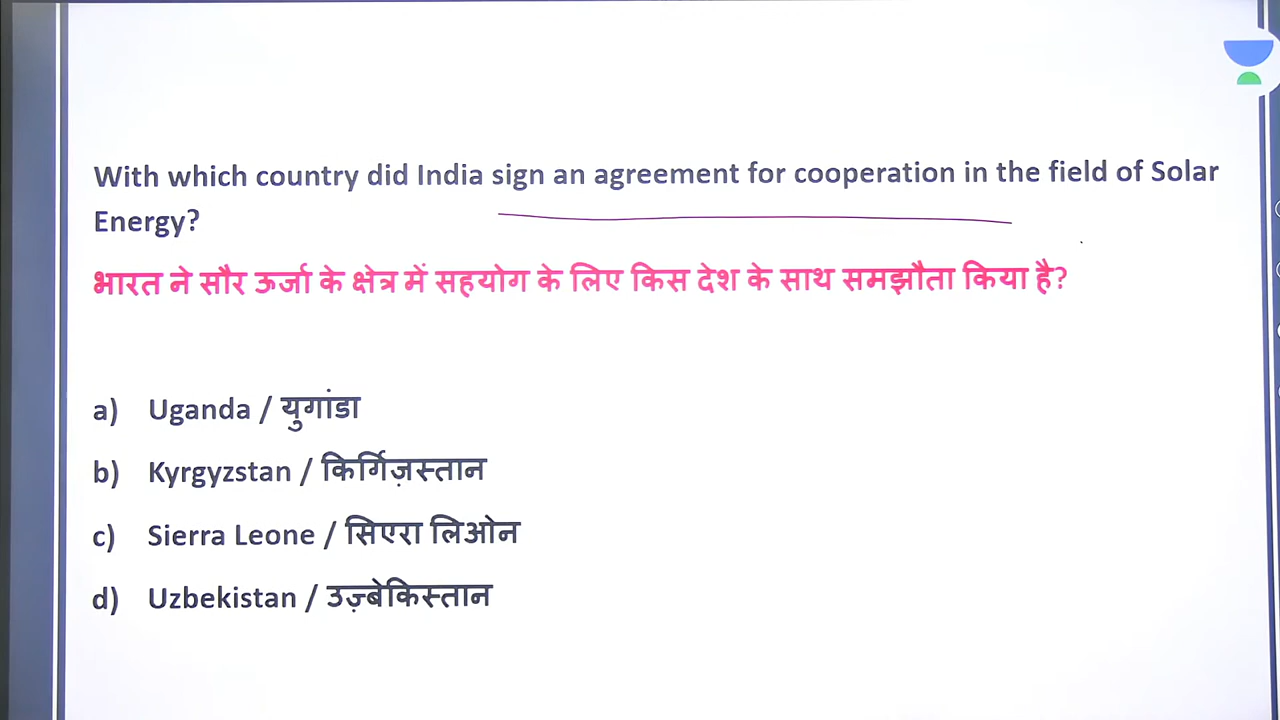 With which country did India sign an agreement for cooperation in the field of Solar
Energy?
भारत ने सौर ऊर्जा के क्षेत्र में सहयोग के लिए किस देश के साथ समझौता किया है?
a) Uganda / युगांडा
b) Kyrgyzstan / किर्गिज़स्तान
c) Sierra Leone / सिएरा लिओन
d) Uzbekistan / उज़्बेकिस्तान